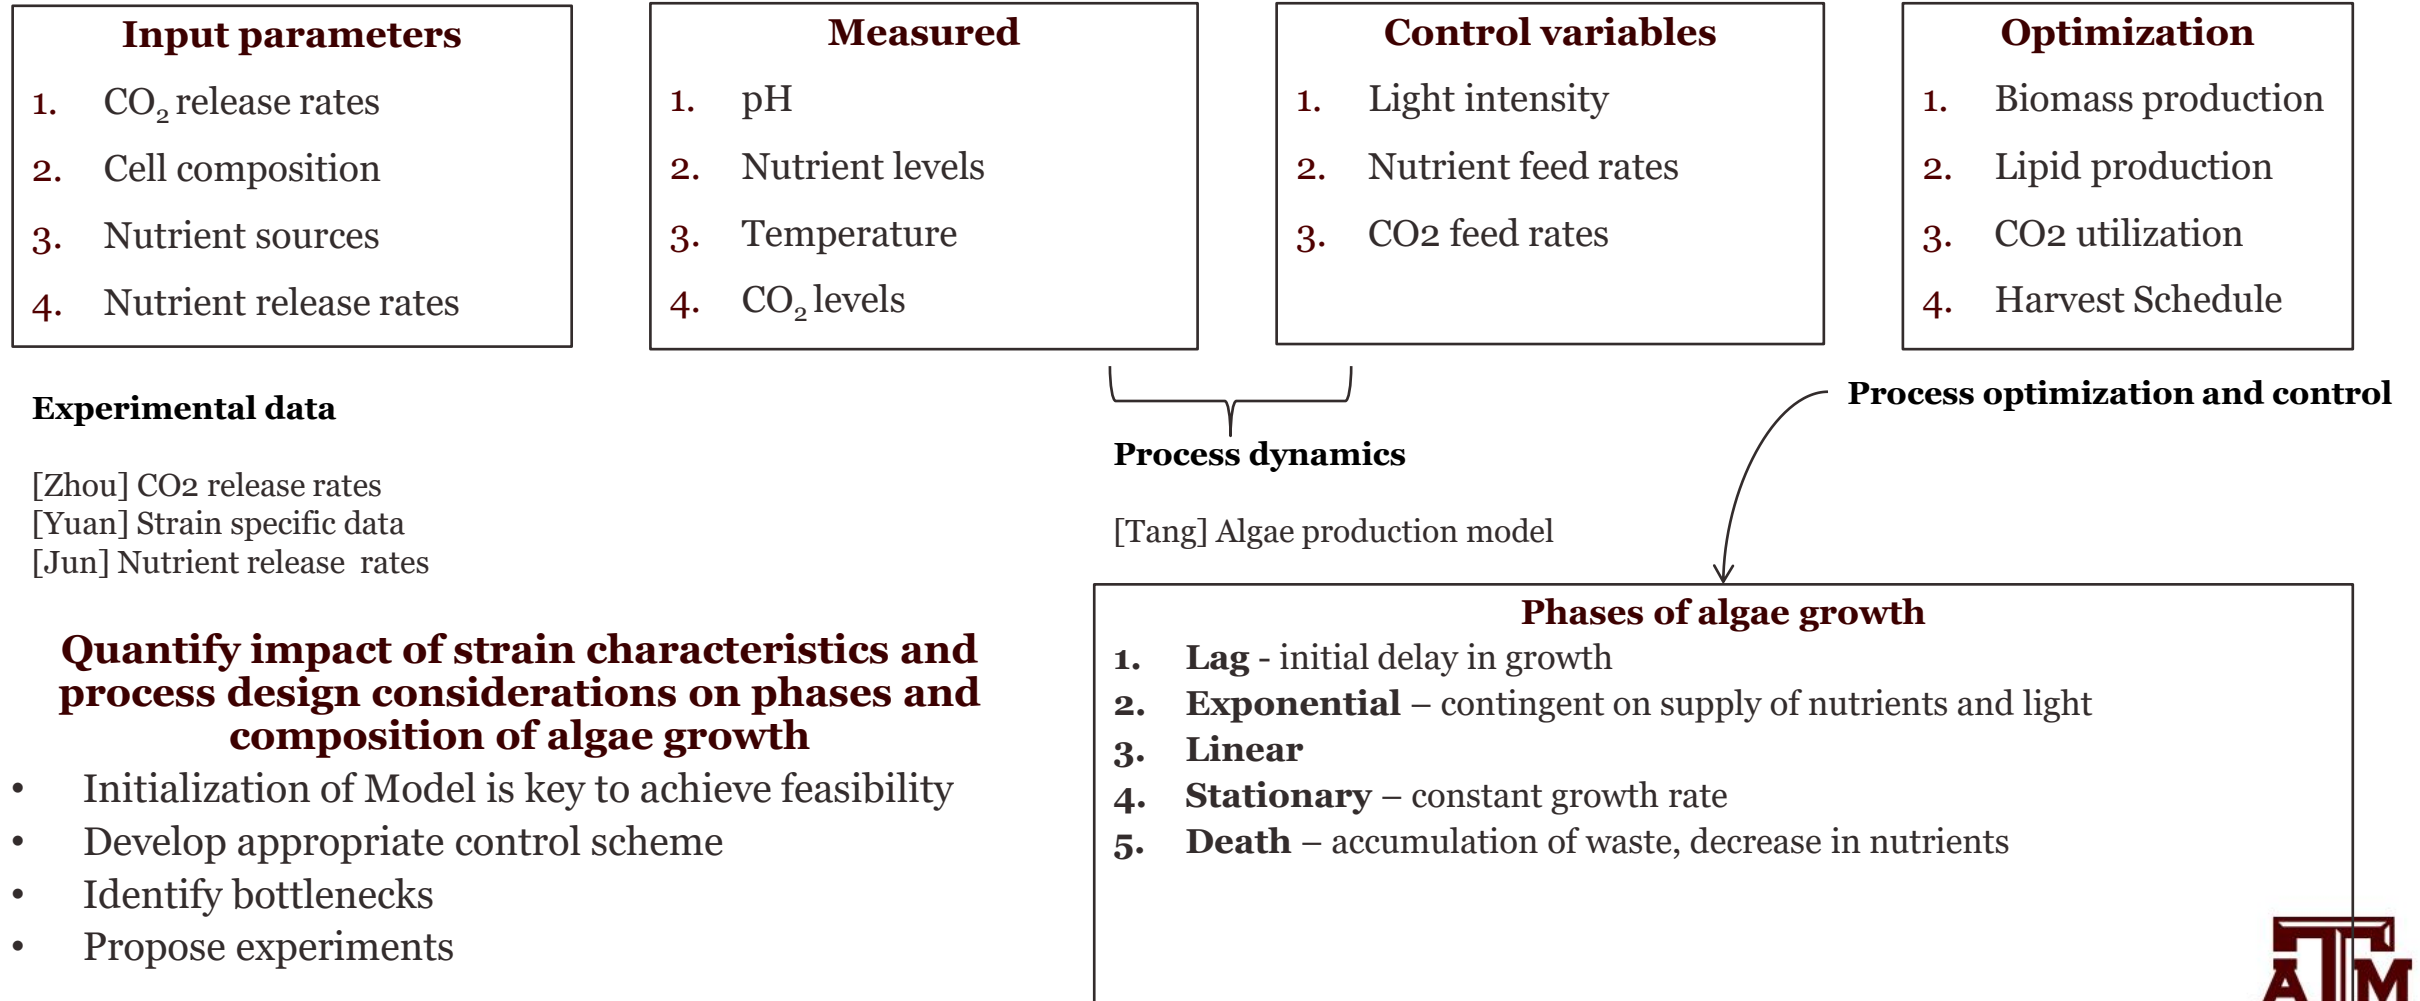 Input parameters
1. CO₂ release rates
2. Cell composition
3. Nutrient sources
4. Nutrient release rates
Measured
1. pH
2. Nutrient levels
3. Temperature
4. CO₂ levels
Control variables
1. Light intensity
2. Nutrient feed rates
3. CO2 feed rates
Optimization
1. Biomass production
2. Lipid production
3. CO2 utilization
4. Harvest Schedule
Experimental data
[Zhou] CO2 release rates
[Yuan] Strain specific data
[Jun] Nutrient release rates
Process dynamics
[Tang] Algae production model
Process optimization and control
Quantify impact of strain characteristics and
process design considerations on phases and
composition of algae growth
• Initialization of Model is key to achieve feasibility
• Develop appropriate control scheme
• Identify bottlenecks
• Propose experiments
Phases of algae growth
1. Lag - initial delay in growth
2. Exponential – contingent on supply of nutrients and light
3. Linear
4. Stationary – constant growth rate
5. Death – accumulation of waste, decrease in nutrients
ATM